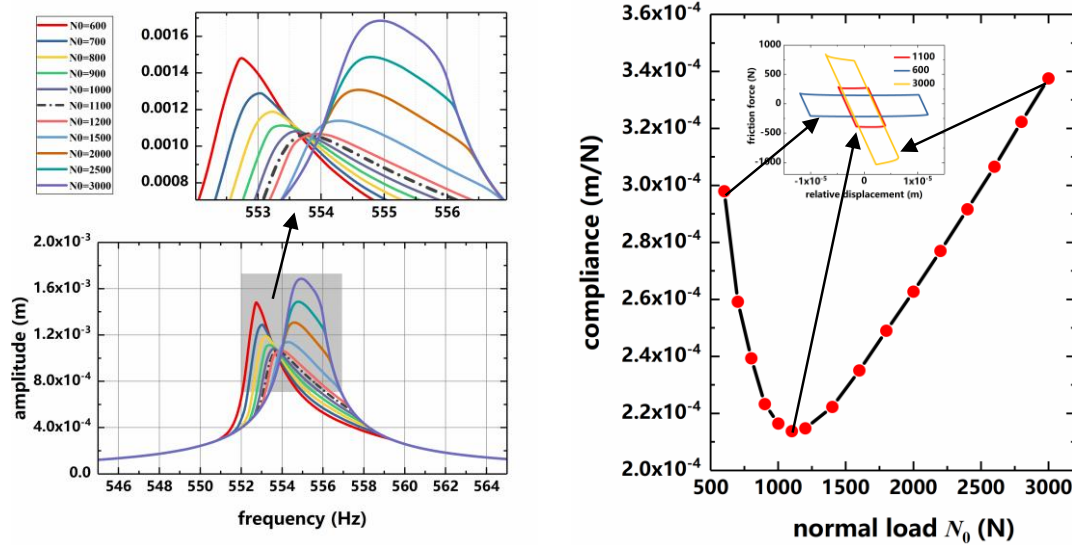 N0=600
N0=700
N0=800
N0=900
N0=1000
N0=1100
N0=1200
N0=1500
N0=2000
N0=2500
N0=3000
0.0016
0.0014
0.0012
0.0010
0.0008
553 554 555 556
2.0x10⁻³
1.6x10⁻³
1.2x10⁻³
8.0x10⁻⁴
4.0x10⁻⁴
0.0
amplitude (m)
546 548 550 552 554 556 558 560 562 564
frequency (Hz)
3.6x10⁻⁴
3.4x10⁻⁴
3.2x10⁻⁴
3.0x10⁻⁴
2.8x10⁻⁴
2.6x10⁻⁴
2.4x10⁻⁴
2.2x10⁻⁴
2.0x10⁻⁴
compliance (m/N)
500 1000 1500 2000 2500 3000
normal load N₀ (N)
1000
500
0
-500
-1000
friction force (N)
1100
600
3000
-1×10⁻⁵ 0 1×10⁻⁵
relative displacement (m)